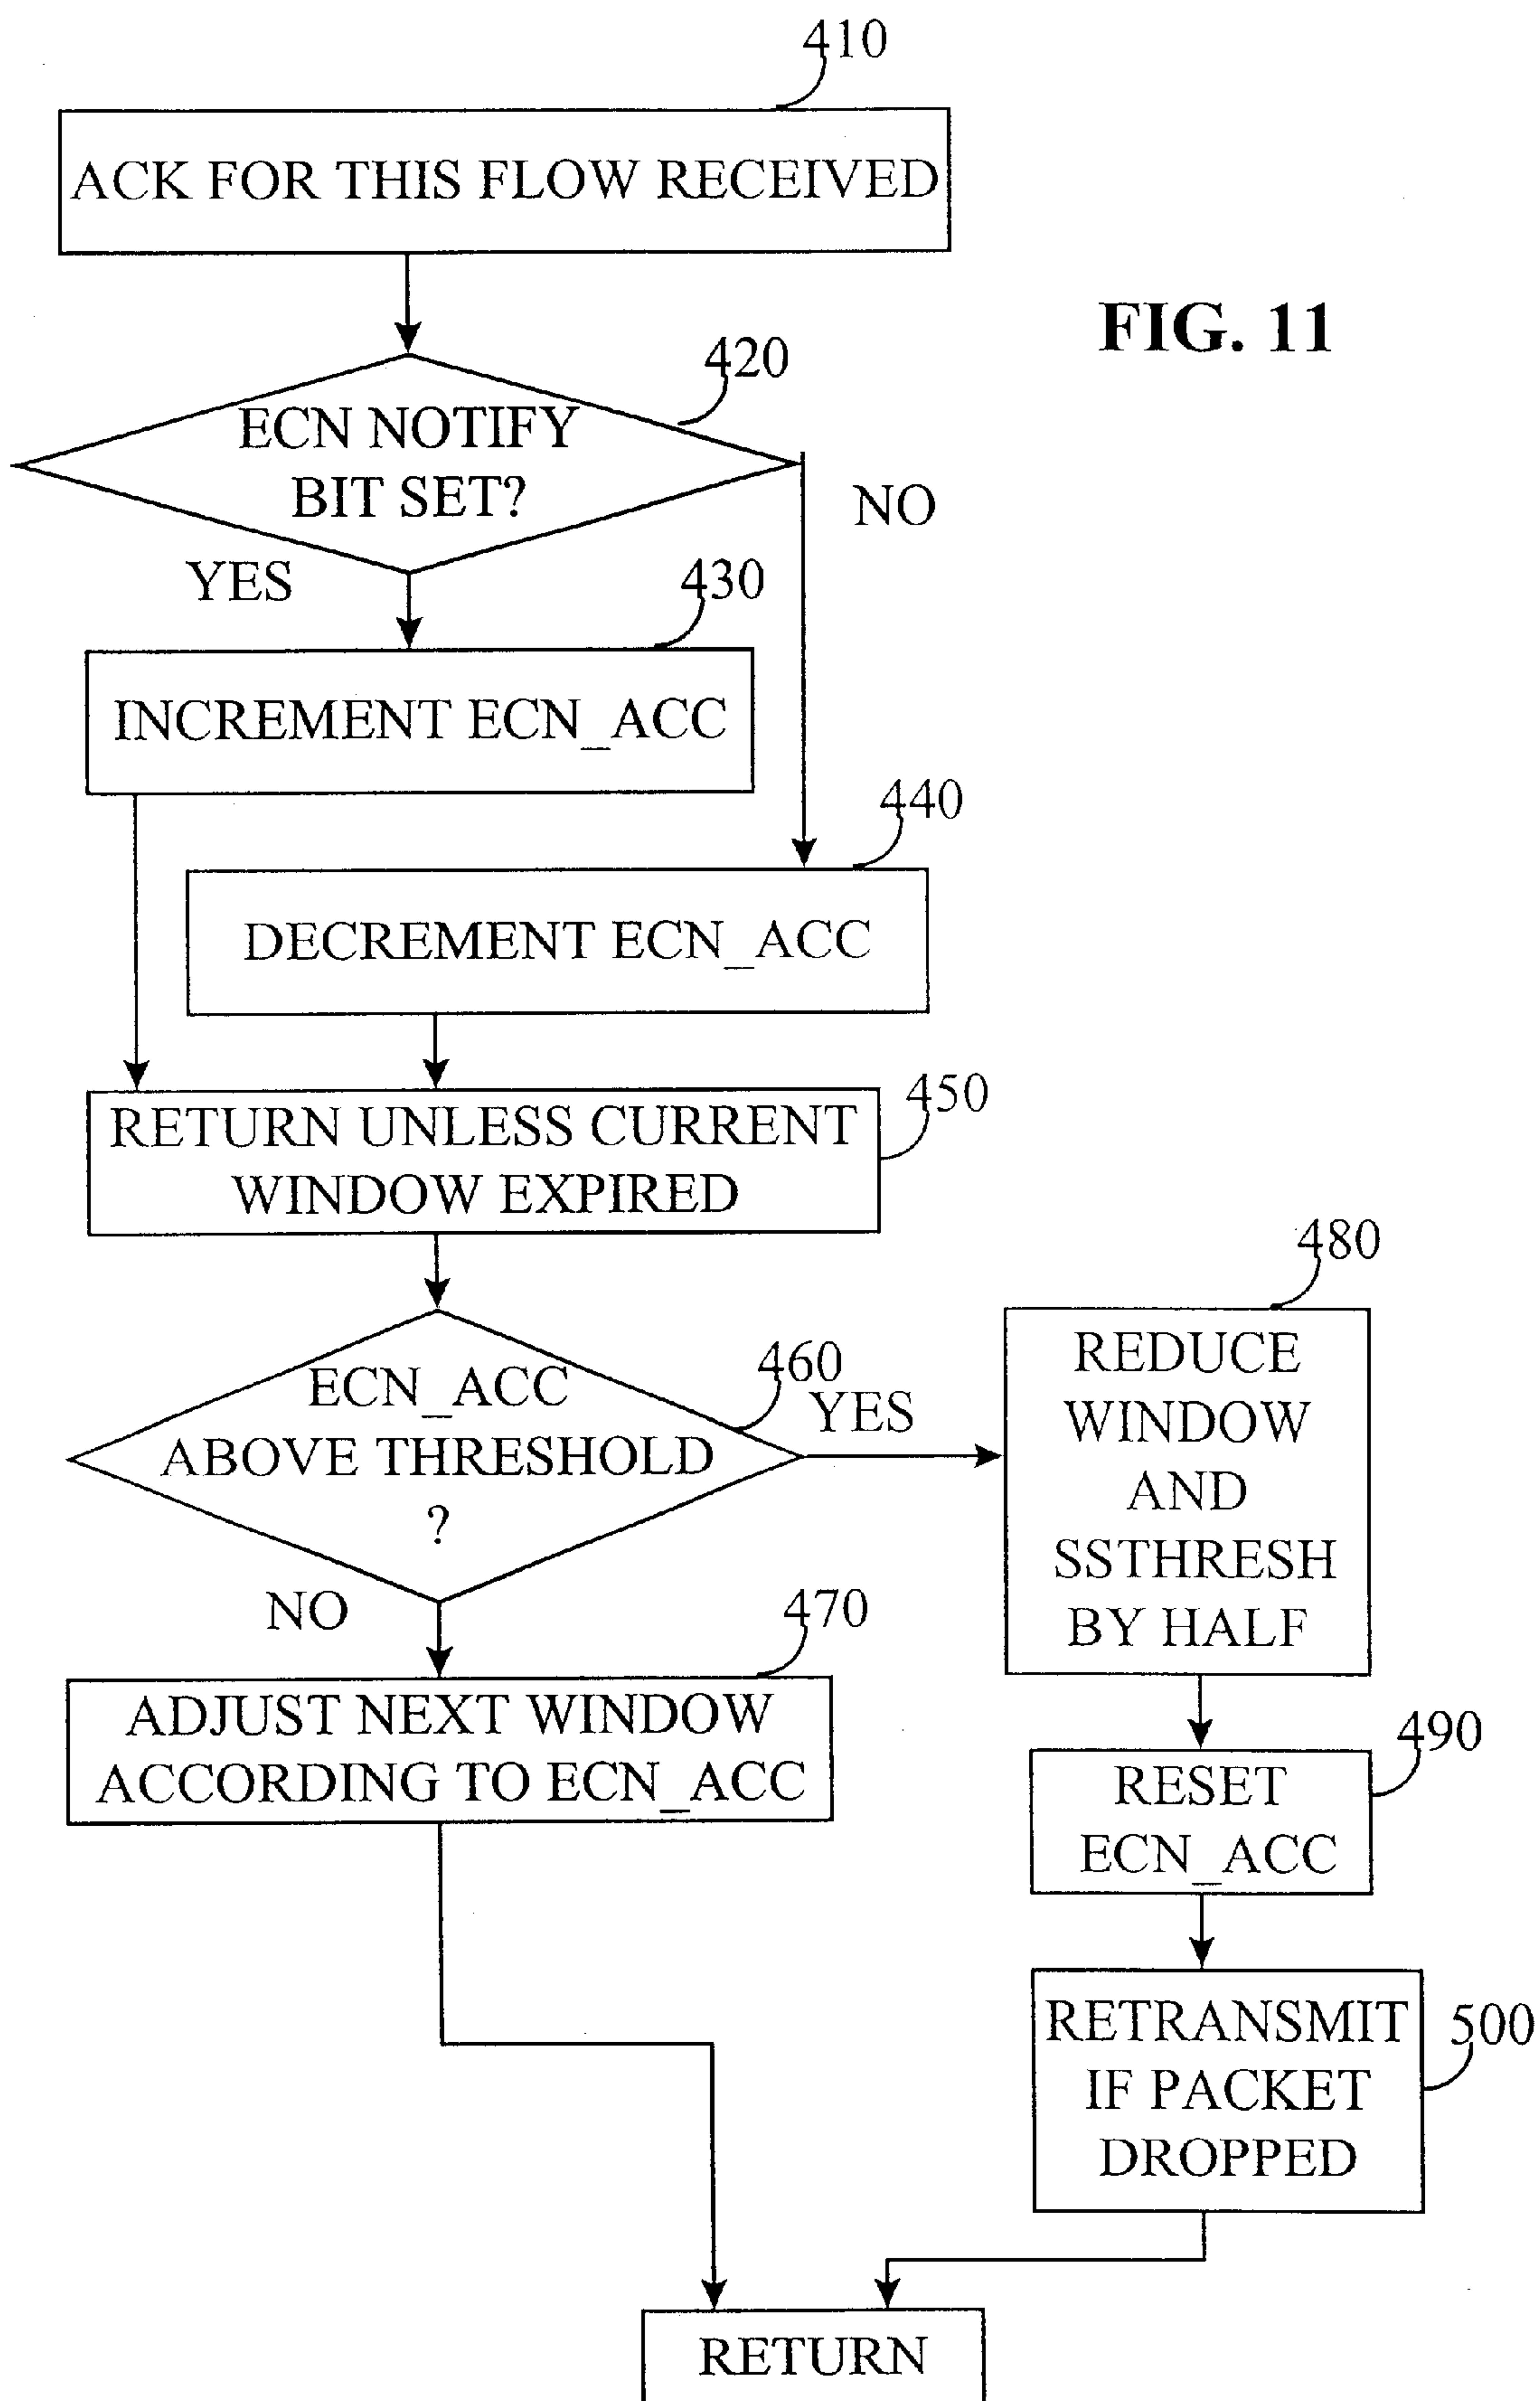 410
ACK FOR THIS FLOW RECEIVED
FIG. 11
420
ECN NOTIFY
BIT SET?
NO
YES
430
INCREMENT ECN_ACC
440
DECREMENT ECN_ACC
450
RETURN UNLESS CURRENT
WINDOW EXPIRED
460
ECN_ACC
ABOVE THRESHOLD
?
YES
480
REDUCE
WINDOW
AND
SSTHRESH
BY HALF
NO
470
ADJUST NEXT WINDOW
ACCORDING TO ECN_ACC
490
RESET
ECN_ACC
500
RETRANSMIT
IF PACKET
DROPPED
RETURN